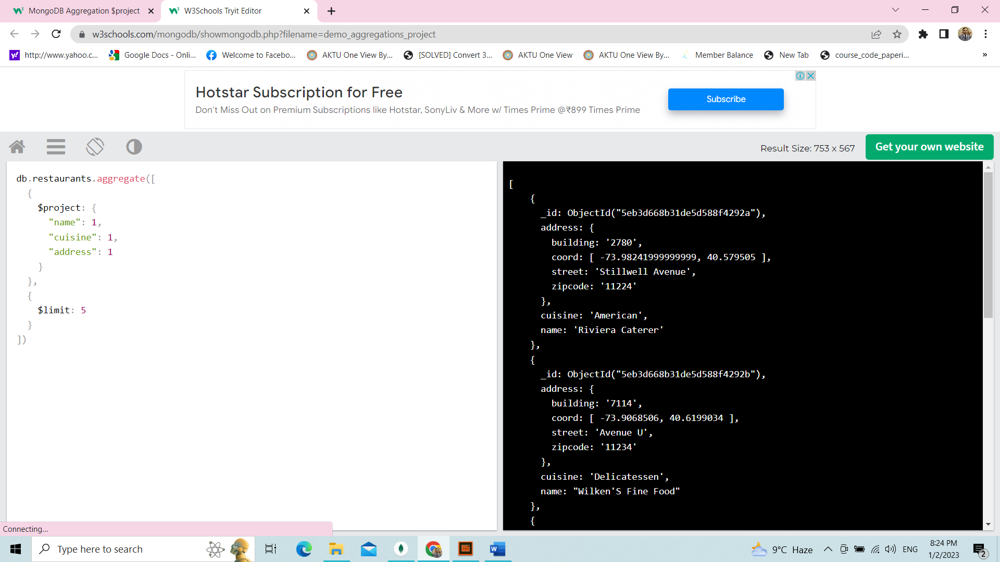 MongoDB Aggregation $project
W3Schools Tryit Editor
w3schools.com/mongodb/showmongodb.php?filename=demo_aggregations_project
http://www.yahoo.c...
Google Docs - Onli...
Welcome to Facebo...
AKTU One View By...
[SOLVED] Convert 3...
AKTU One View
AKTU One View By...
Member Balance
New Tab
course_code_paperi...
»
Hotstar Subscription for Free
Don't Miss Out on Premium Subscriptions like Hotstar, SonyLiv & More w/ Times Prime @₹899 Times Prime
Subscribe
Result Size: 753 x 567
Get your own website
db.restaurants.aggregate([
  {
    $project: {
      "name": 1,
      "cuisine": 1,
      "address": 1
    }
  },
  {
    $limit: 5
  }
])
[
    {
      _id: ObjectId("5eb3d668b31de5d588f4292a"),
      address: {
        building: '2780',
        coord: [ -73.98241999999999, 40.579505 ],
        street: 'Stillwell Avenue',
        zipcode: '11224'
      },
      cuisine: 'American',
      name: 'Riviera Caterer'
    },
    {
      _id: ObjectId("5eb3d668b31de5d588f4292b"),
      address: {
        building: '7114',
        coord: [ -73.9068506, 40.6199034 ],
        street: 'Avenue U',
        zipcode: '11234'
      },
      cuisine: 'Delicatessen',
      name: "Wilken'S Fine Food"
    },
    {
Connecting...
Type here to search
9°C Haze
ENG
8:24 PM
1/2/2023
2